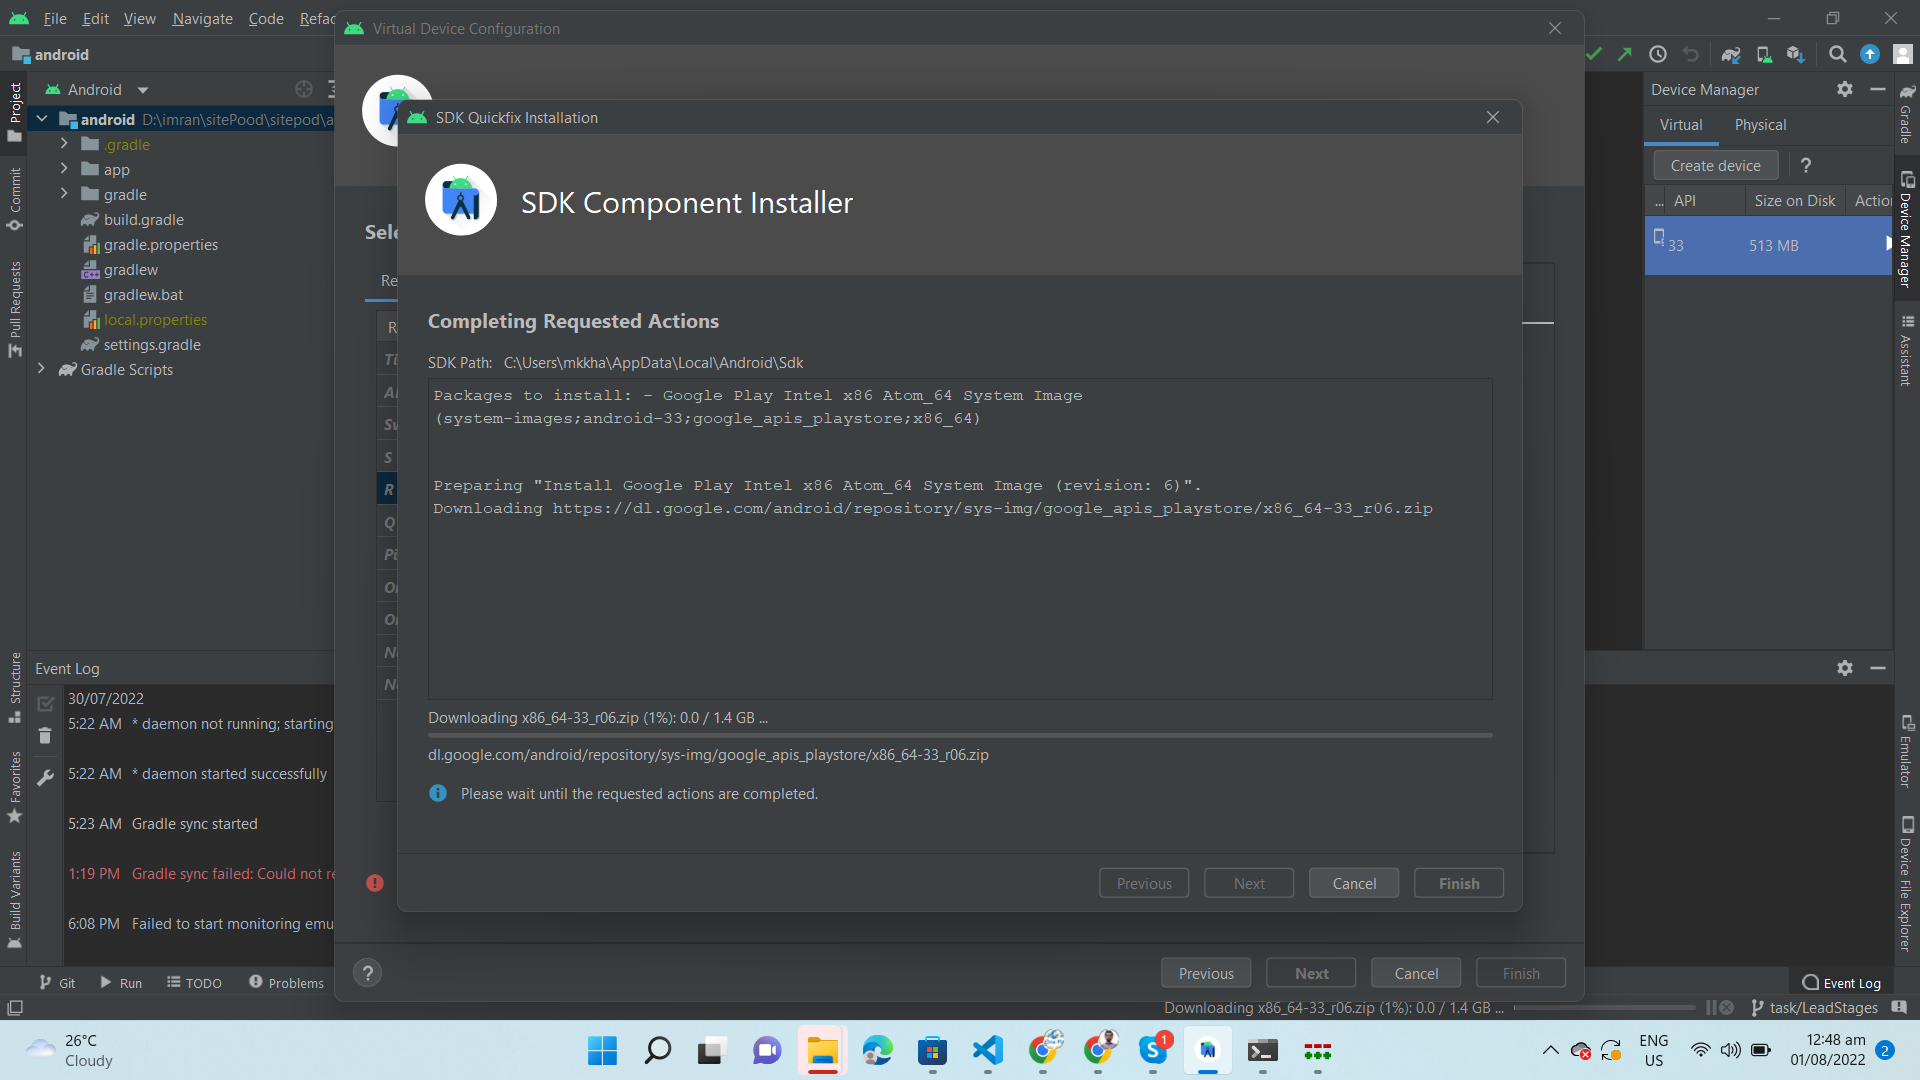 File Edit View Navigate Code Refac
Virtual Device Configuration
android
Android
android D:\imran\sitePood\sitepod\a
.gradle
app
gradle
build.gradle
gradle.properties
gradlew
gradlew.bat
local.properties
settings.gradle
Gradle Scripts
Project
Commit
Pull Requests
Structure
Favorites
Build Variants
Sele
Re
R
S
R
Q
SDK Quickfix Installation
SDK Component Installer
Completing Requested Actions
SDK Path: C:\Users\mkkha\AppData\Local\Android\Sdk
Packages to install: - Google Play Intel x86 Atom_64 System Image
(system-images;android-33;google_apis_playstore;x86_64)
Preparing "Install Google Play Intel x86 Atom_64 System Image (revision: 6)".
Downloading https://dl.google.com/android/repository/sys-img/google_apis_playstore/x86_64-33_r06.zip
Downloading x86_64-33_r06.zip (1%): 0.0 / 1.4 GB ...
dl.google.com/android/repository/sys-img/google_apis_playstore/x86_64-33_r06.zip
Please wait until the requested actions are completed.
Previous Next Cancel Finish
Previous Next Cancel Finish
Device Manager
Virtual Physical
Create device ?
... API Size on Disk Actio
33 513 MB
Gradle
Device Manager
Assistant
Emulator
Device File Explorer
Event Log
30/07/2022
5:22 AM * daemon not running; starting
5:22 AM * daemon started successfully
5:23 AM Gradle sync started
1:19 PM Gradle sync failed: Could not re
6:08 PM Failed to start monitoring emu
?
Git Run TODO Problems
Event Log
Downloading x86_64-33_r06.zip (1%): 0.0 / 1.4 GB ...
task/LeadStages
26°C
Cloudy
1
ENG
US
12:48 am
01/08/2022
2